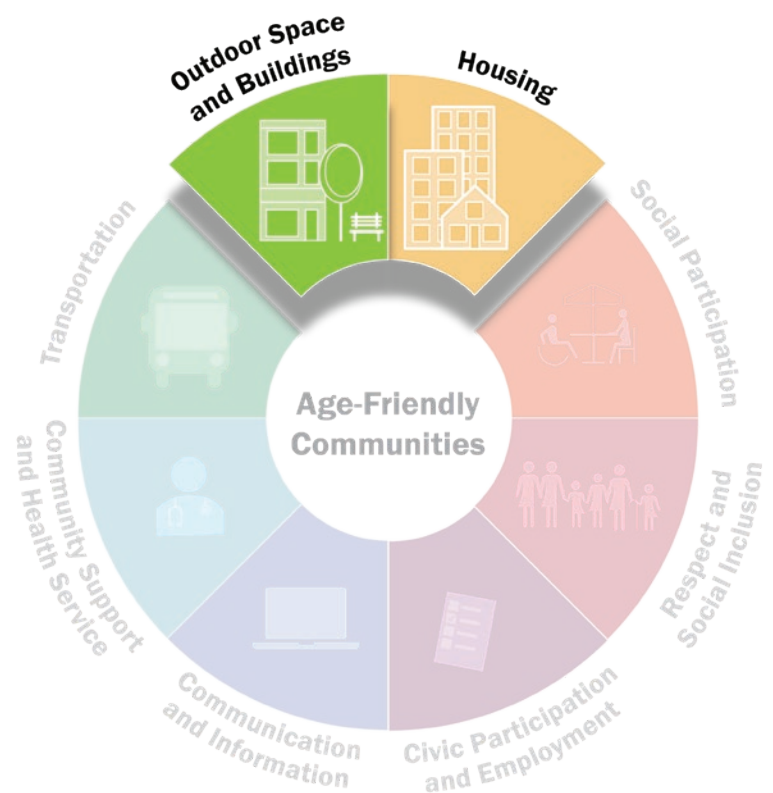 Outdoor Space
and Buildings
Housing
Social Participation
Respect and
Social Inclusion
Civic Participation
and Employment
Communication
and Information
Community Support
and Health Service
Transportation
Age-Friendly
Communities